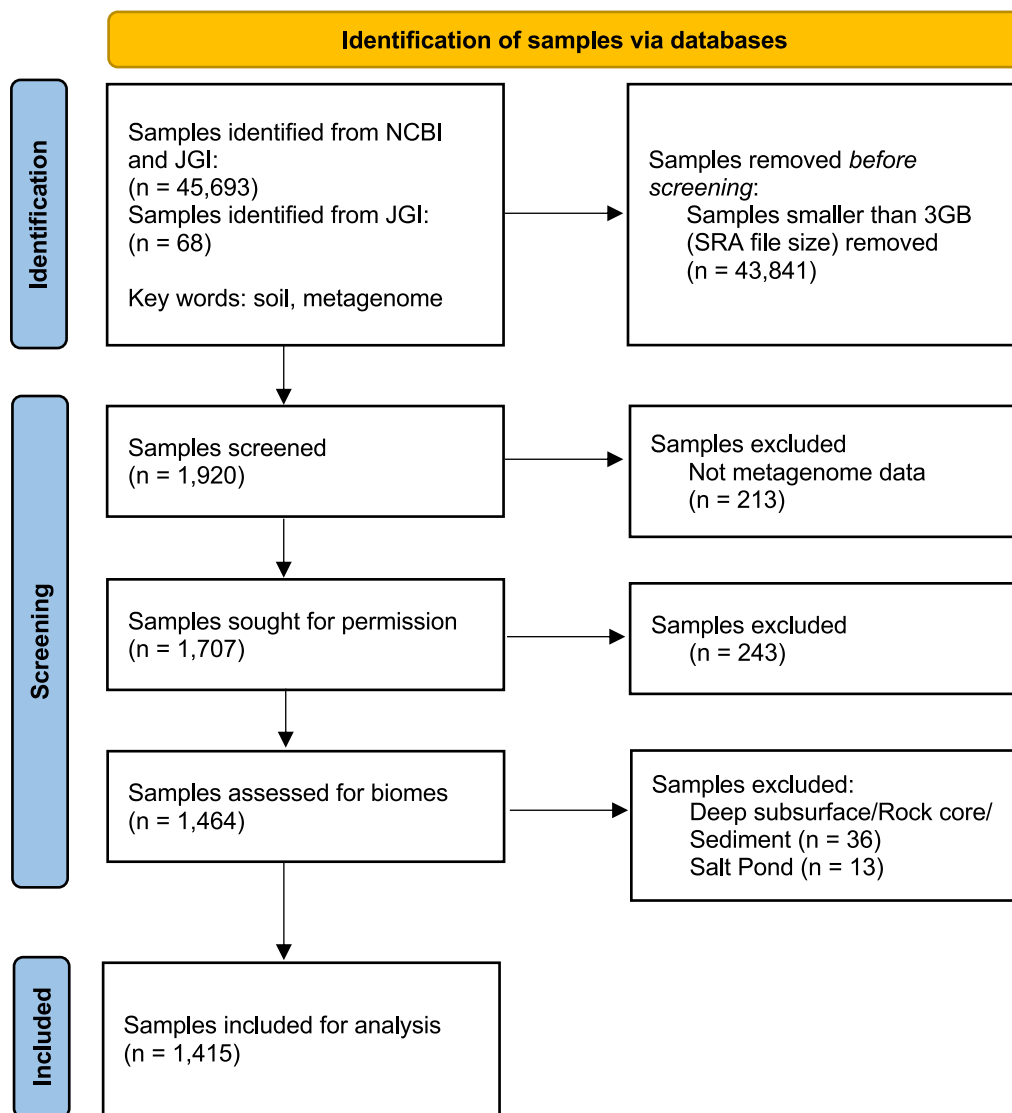 Identification of samples via databases
Identification
Samples identified from NCBI
and JGI:
(n = 45,693)
Samples identified from JGI:
(n = 68)
Key words: soil, metagenome
Samples removed before
screening:
Samples smaller than 3GB
(SRA file size) removed
(n = 43,841)
Screening
Samples screened
(n = 1,920)
Samples excluded
Not metagenome data
(n = 213)
Samples sought for permission
(n = 1,707)
Samples excluded
(n = 243)
Samples assessed for biomes
(n = 1,464)
Samples excluded:
Deep subsurface/Rock core/
Sediment (n = 36)
Salt Pond (n = 13)
Included
Samples included for analysis
(n = 1,415)